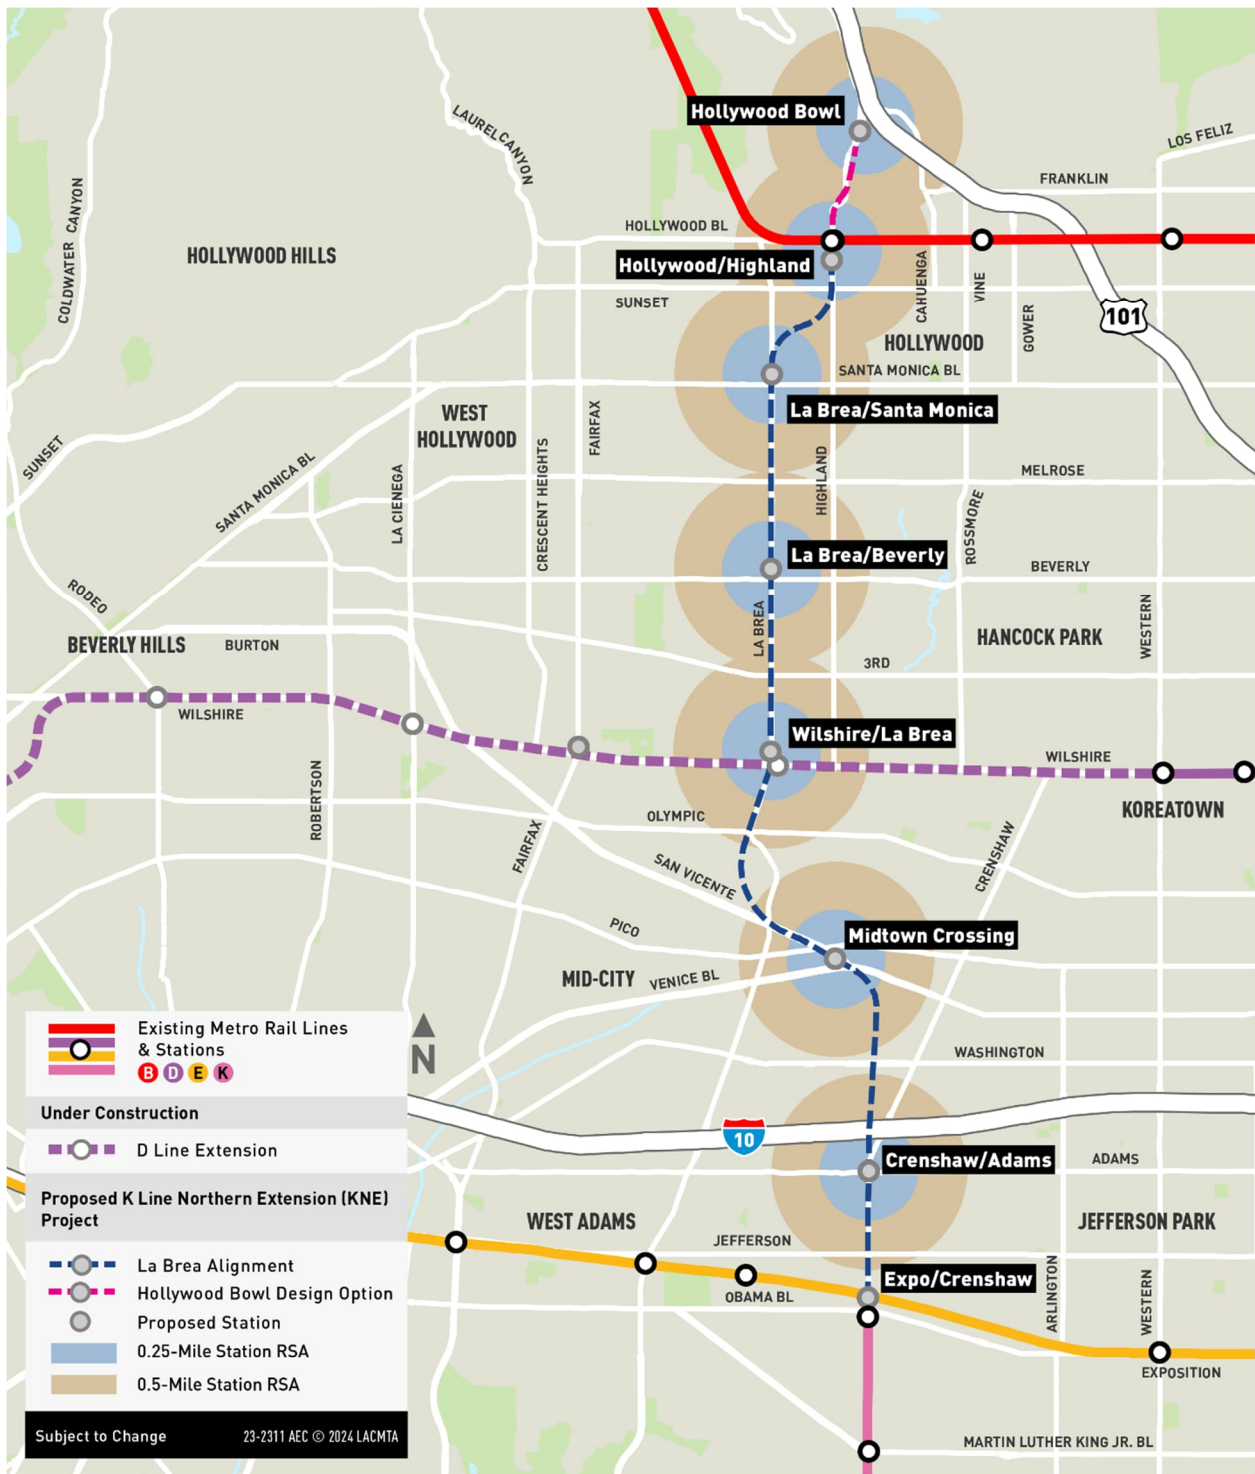 Hollywood Bowl
LAUREL CANYON
LOS FELIZ
FRANKLIN
COLDWATER CANYON
HOLLYWOOD BL
HOLLYWOOD HILLS
Hollywood/Highland
CAHUENGA
VINE
SUNSET
101
GOWER
HOLLYWOOD
SANTA MONICA BL
La Brea/Santa Monica
WEST
HOLLYWOOD
FAIRFAX
SUNSET
SANTA MONICA BL
LA CIENEGA
CRESCENT HEIGHTS
HIGHLAND
MELROSE
ROSSMORE
La Brea/Beverly
BEVERLY
RODEO
LA BREA
WESTERN
HANCOCK PARK
BEVERLY HILLS
BURTON
3RD
WILSHIRE
Wilshire/La Brea
WILSHIRE
ROBERTSON
KOREATOWN
OLYMPIC
FAIRFAX
CRENSHAW
SAN VICENTE
PICO
Midtown Crossing
MID-CITY
VENICE BL
N
WASHINGTON
10
Crenshaw/Adams
ADAMS
WEST ADAMS
JEFFERSON PARK
JEFFERSON
Expo/Crenshaw
OBAMA BL
ARLINGTON
WESTERN
EXPOSITION
MARTIN LUTHER KING JR. BL
Existing Metro Rail Lines
& Stations
B D E K
Under Construction
D Line Extension
Proposed K Line Northern Extension (KNE)
Project
La Brea Alignment
Hollywood Bowl Design Option
Proposed Station
0.25-Mile Station RSA
0.5-Mile Station RSA
Subject to Change
23-2311 AEC © 2024 LACMTA